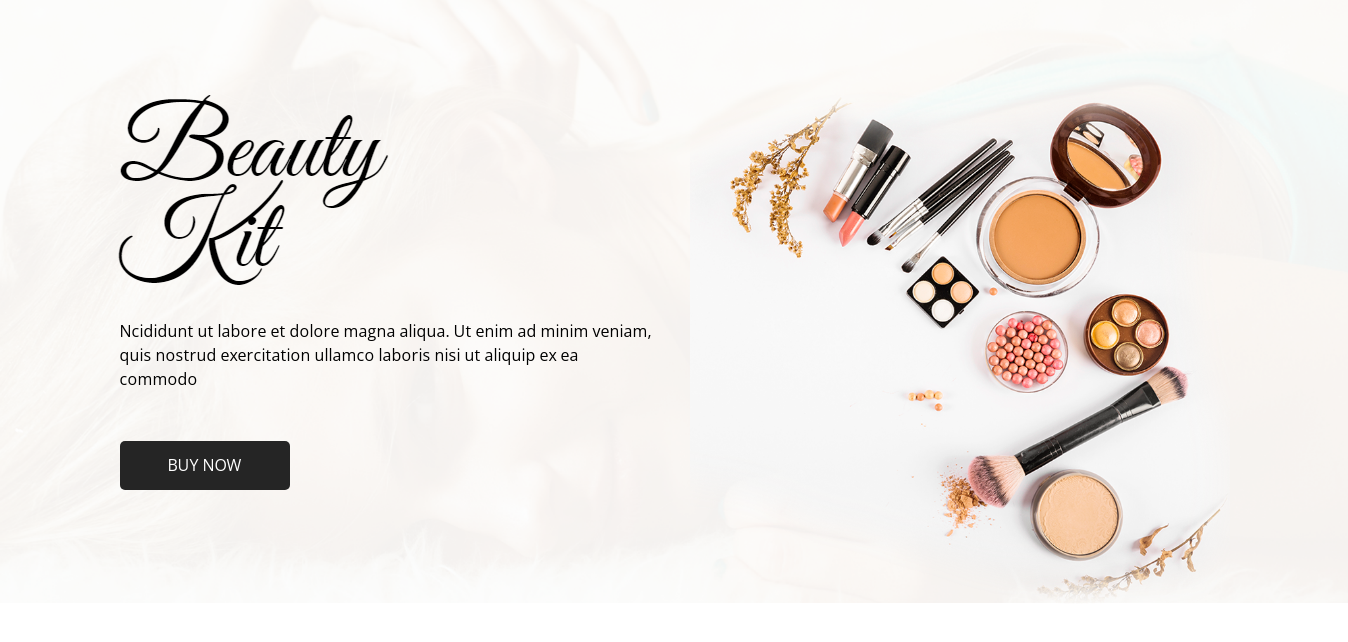 Beauty
Kit
Ncididunt ut labore et dolore magna aliqua. Ut enim ad minim veniam,
quis nostrud exercitation ullamco laboris nisi ut aliquip ex ea
commodo
BUY NOW